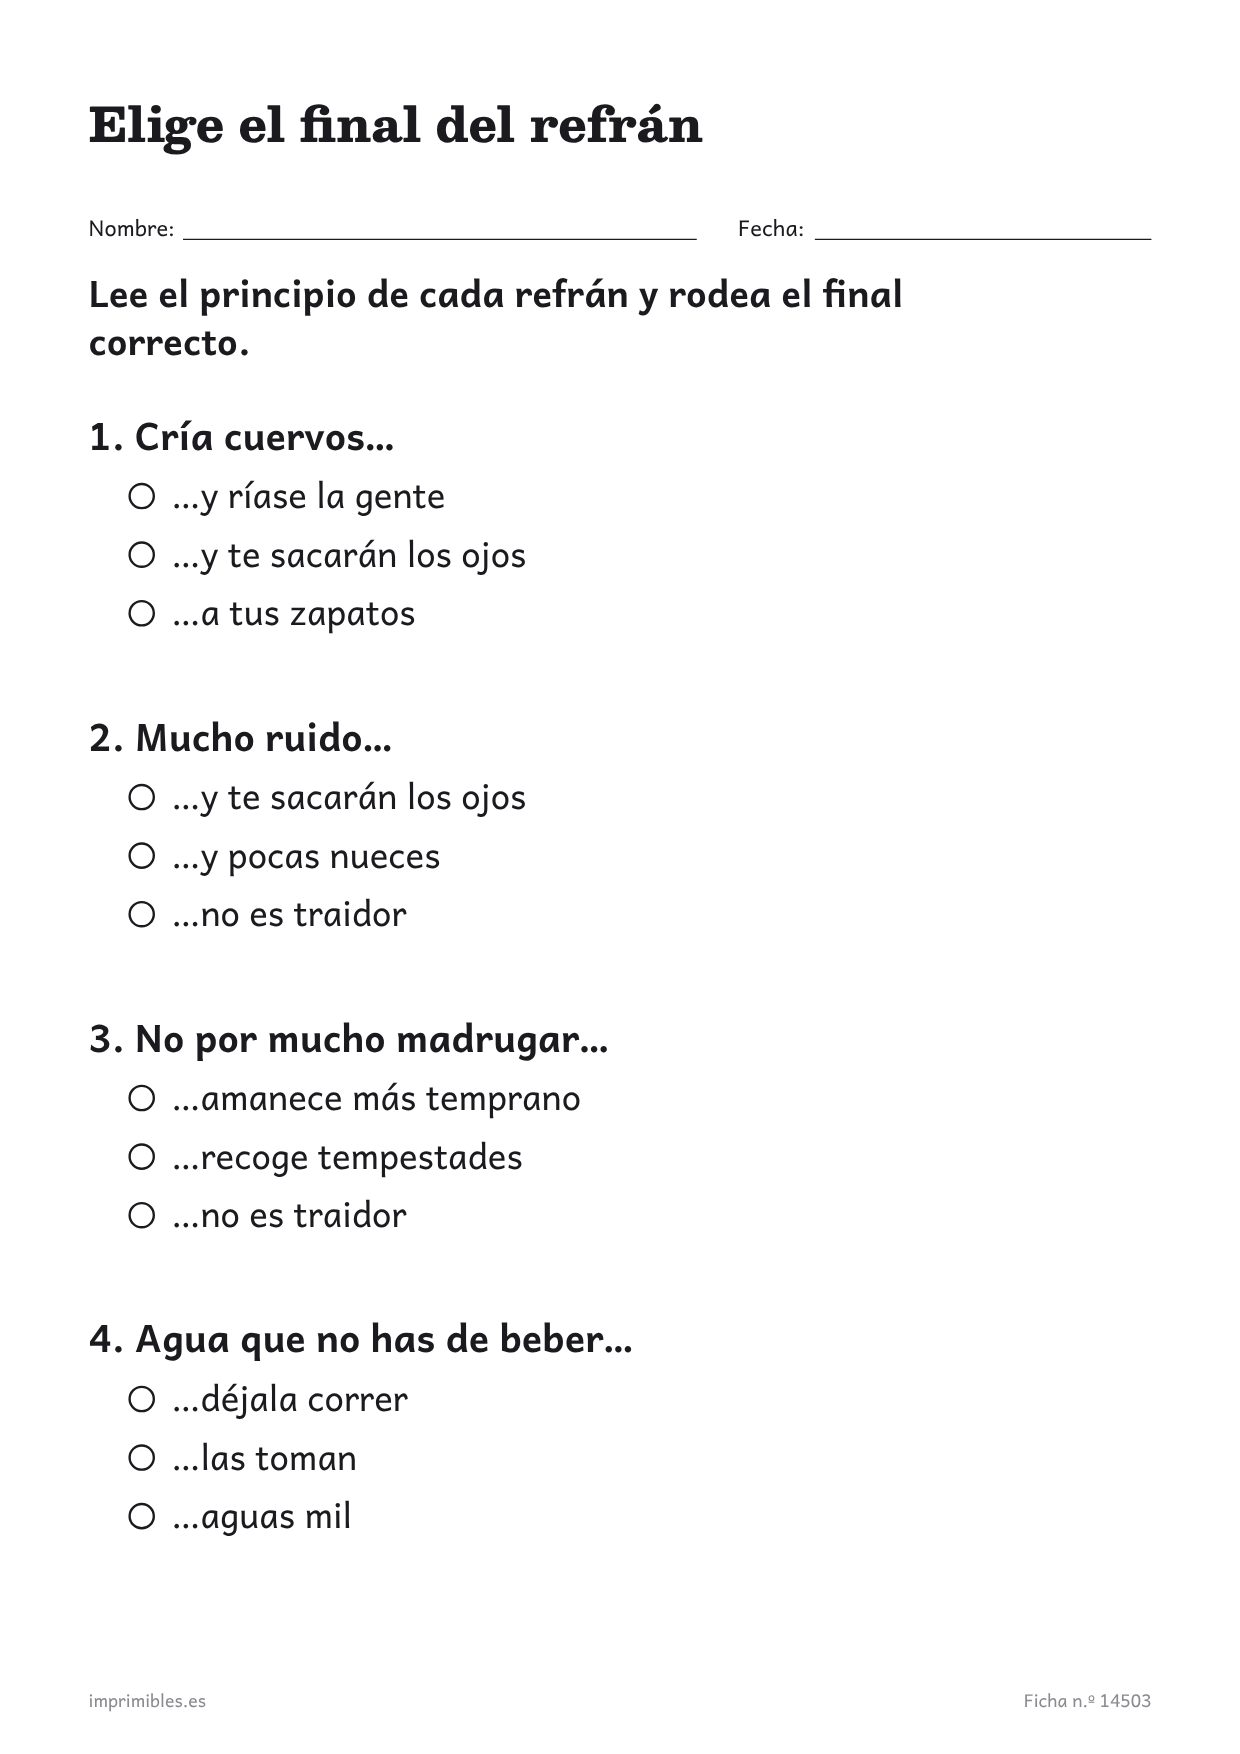 Elige el final del refrán
Nombre: Fecha:
Lee el principio de cada refrán y rodea el final
correcto.
1. Cría cuervos...
...y ríase la gente
...y te sacarán los ojos
...a tus zapatos
2. Mucho ruido...
...y te sacarán los ojos
...y pocas nueces
...no es traidor
3. No por mucho madrugar...
...amanece más temprano
...recoge tempestades
...no es traidor
4. Agua que no has de beber...
...déjala correr
...las toman
...aguas mil
imprimibles.es Ficha n.º 14503